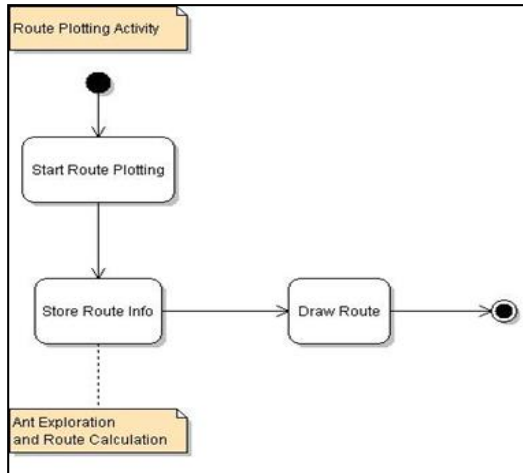 Route Plotting Activity
Start Route Plotting
Store Route Info
Draw Route
Ant Exploration
and Route Calculation